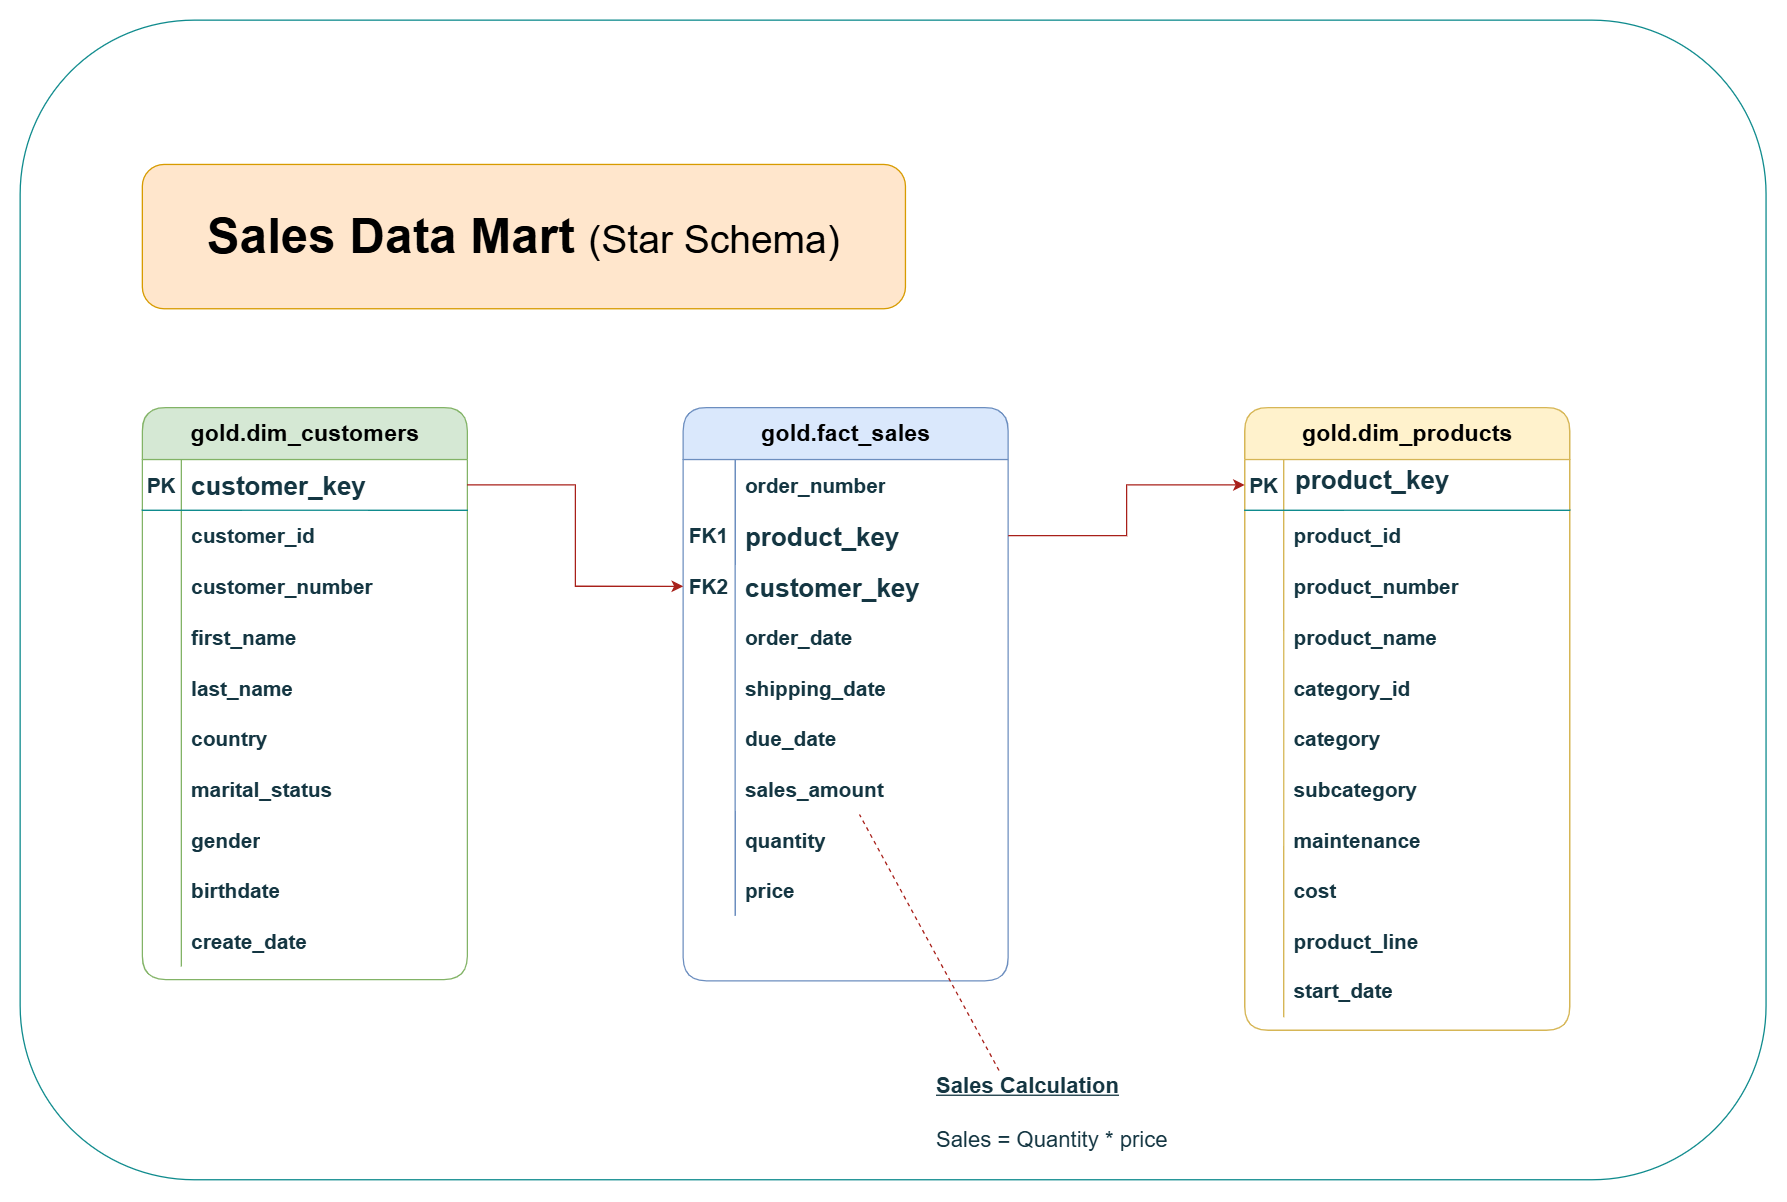 Sales Data Mart (Star Schema)
gold.dim_customers
PK customer_key
customer_id
customer_number
first_name
last_name
country
marital_status
gender
birthdate
create_date
gold.fact_sales
order_number
FK1 product_key
FK2 customer_key
order_date
shipping_date
due_date
sales_amount
quantity
price
gold.dim_products
PK product_key
product_id
product_number
product_name
category_id
category
subcategory
maintenance
cost
product_line
start_date
Sales Calculation
Sales = Quantity * price